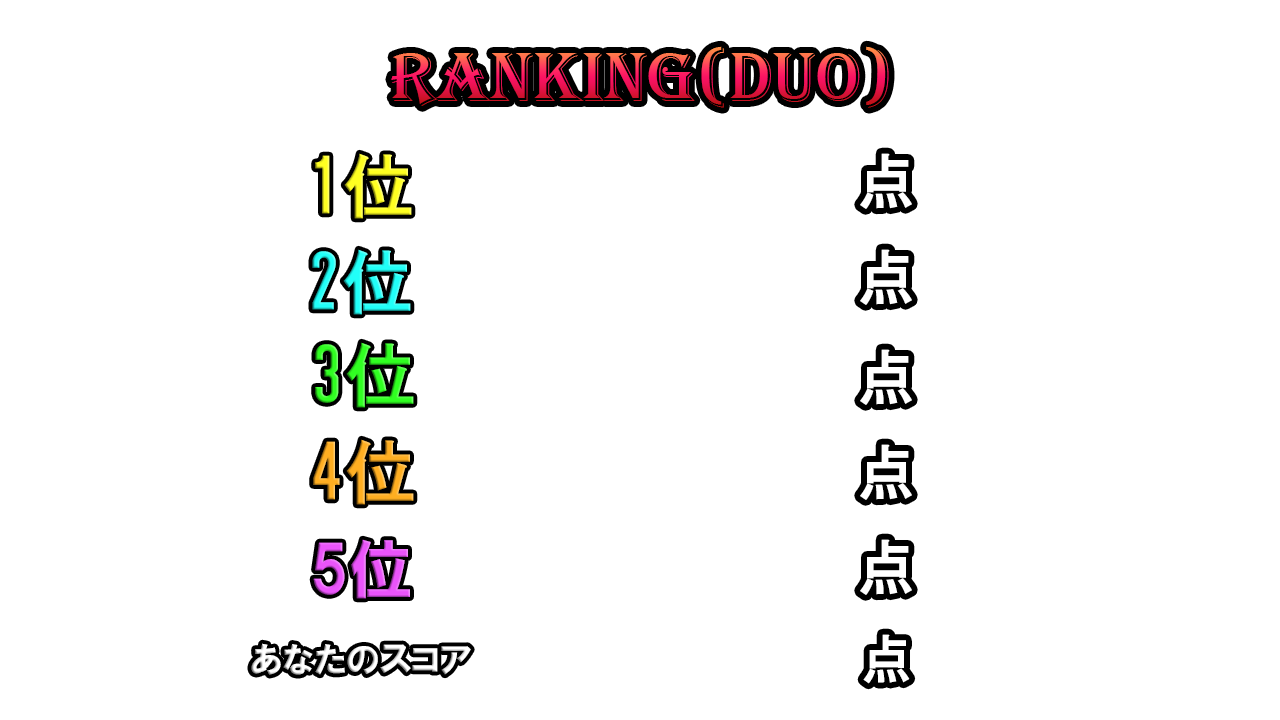 RANKING(DUO)
1位 点
2位 点
3位 点
4位 点
5位 点
あなたのスコア 点